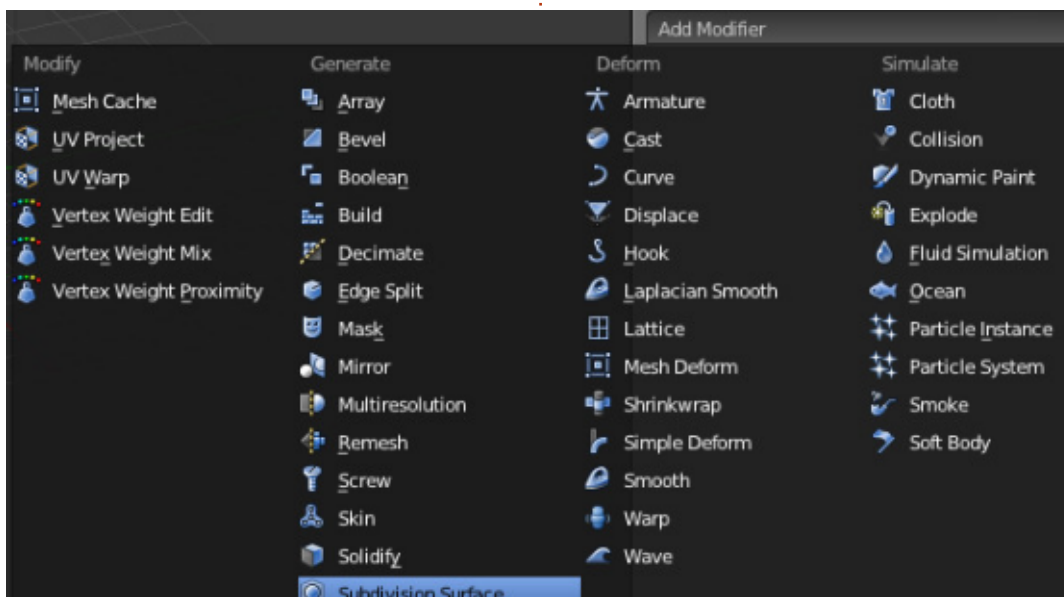 Add Modifier
Modify
Mesh Cache
UV Project
UV Warp
Vertex Weight Edit
Vertex Weight Mix
Vertex Weight Proximity
Generate
Array
Bevel
Boolean
Build
Decimate
Edge Split
Mask
Mirror
Multiresolution
Remesh
Screw
Skin
Solidify
Subdivision Surface
Deform
Armature
Cast
Curve
Displace
Hook
Laplacian Smooth
Lattice
Mesh Deform
Shrinkwrap
Simple Deform
Smooth
Warp
Wave
Simulate
Cloth
Collision
Dynamic Paint
Explode
Fluid Simulation
Ocean
Particle Instance
Particle System
Smoke
Soft Body